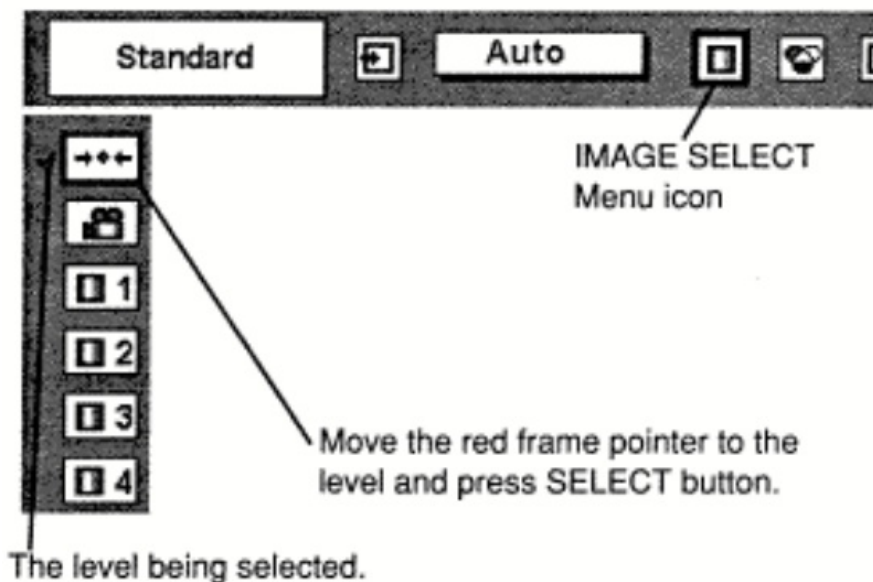 Standard
Auto
IMAGE SELECT
Menu icon
1
2
3
4
Move the red frame pointer to the
level and press SELECT button.
The level being selected.